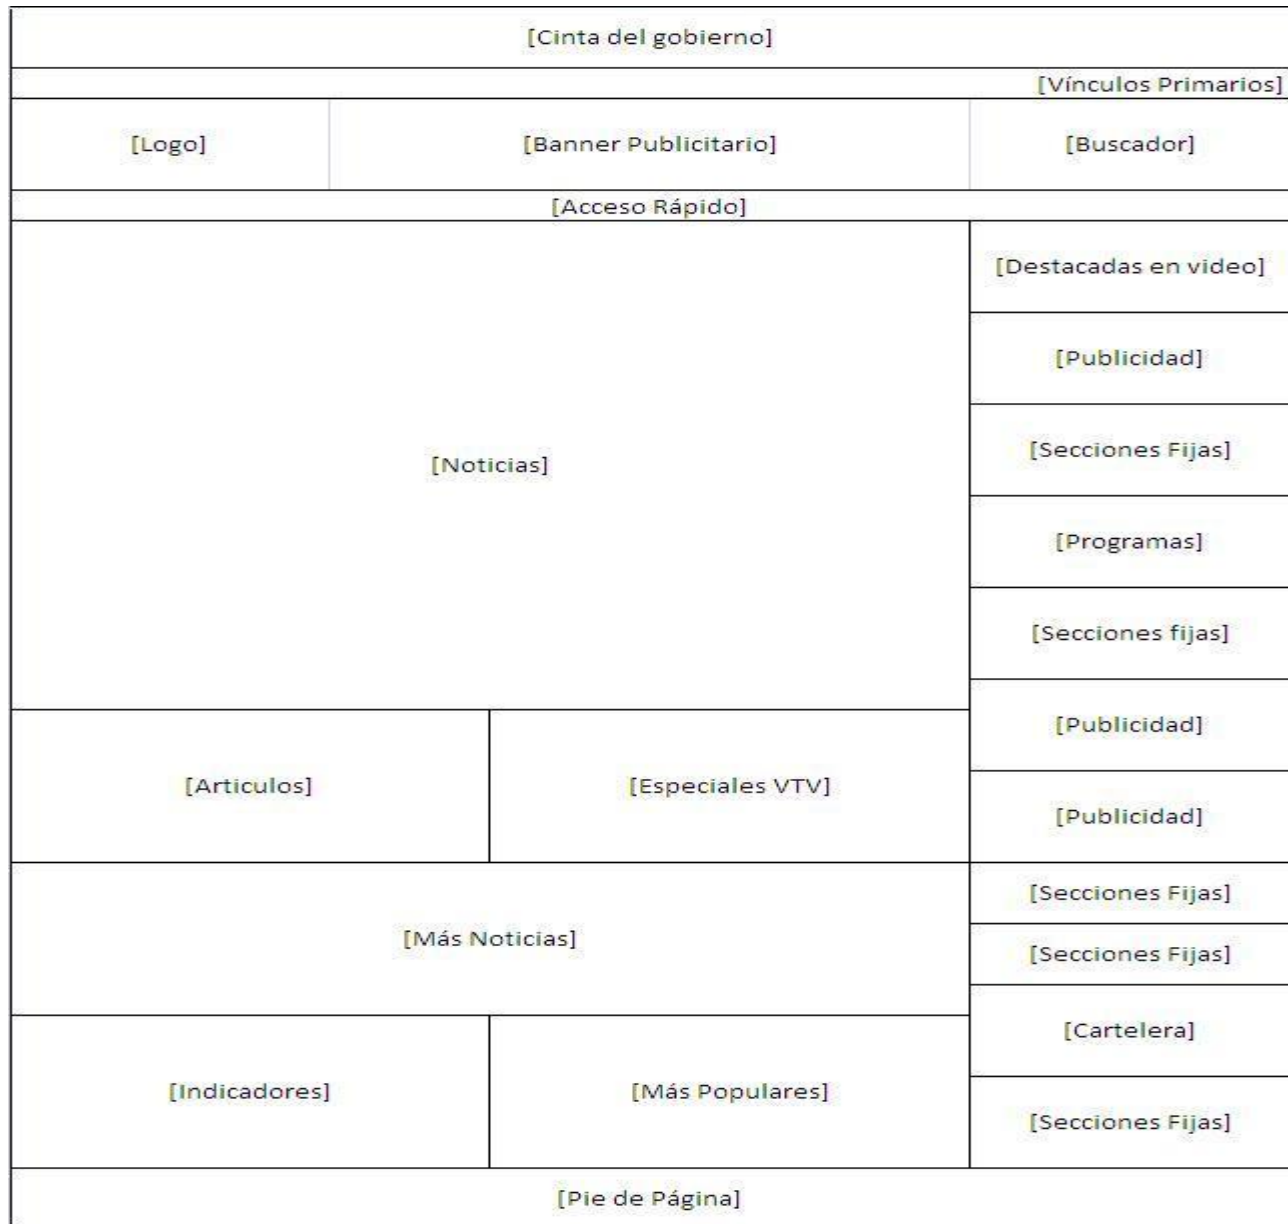 [Cinta del gobierno]
[Vínculos Primarios]
[Logo]
[Banner Publicitario]
[Buscador]
[Acceso Rápido]
[Noticias]
[Destacadas en video]
[Publicidad]
[Secciones Fijas]
[Programas]
[Secciones fijas]
[Publicidad]
[Publicidad]
[Articulos]
[Especiales VTV]
[Más Noticias]
[Secciones Fijas]
[Secciones Fijas]
[Cartelera]
[Secciones Fijas]
[Indicadores]
[Más Populares]
[Pie de Página]